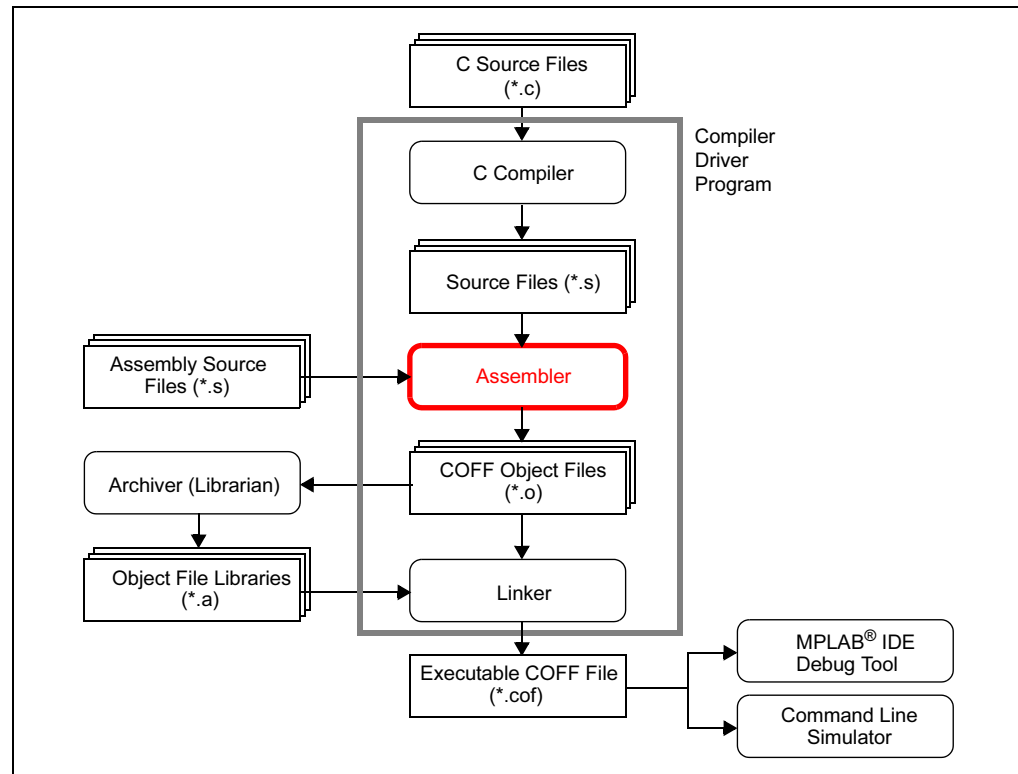 C Source Files
(*.c)
Compiler
Driver
Program
C Compiler
Source Files (*.s)
Assembly Source
Files (*.s)
Assembler
COFF Object Files
(*.o)
Archiver (Librarian)
Object File Libraries
(*.a)
Linker
Executable COFF File
(*.cof)
MPLAB® IDE
Debug Tool
Command Line
Simulator